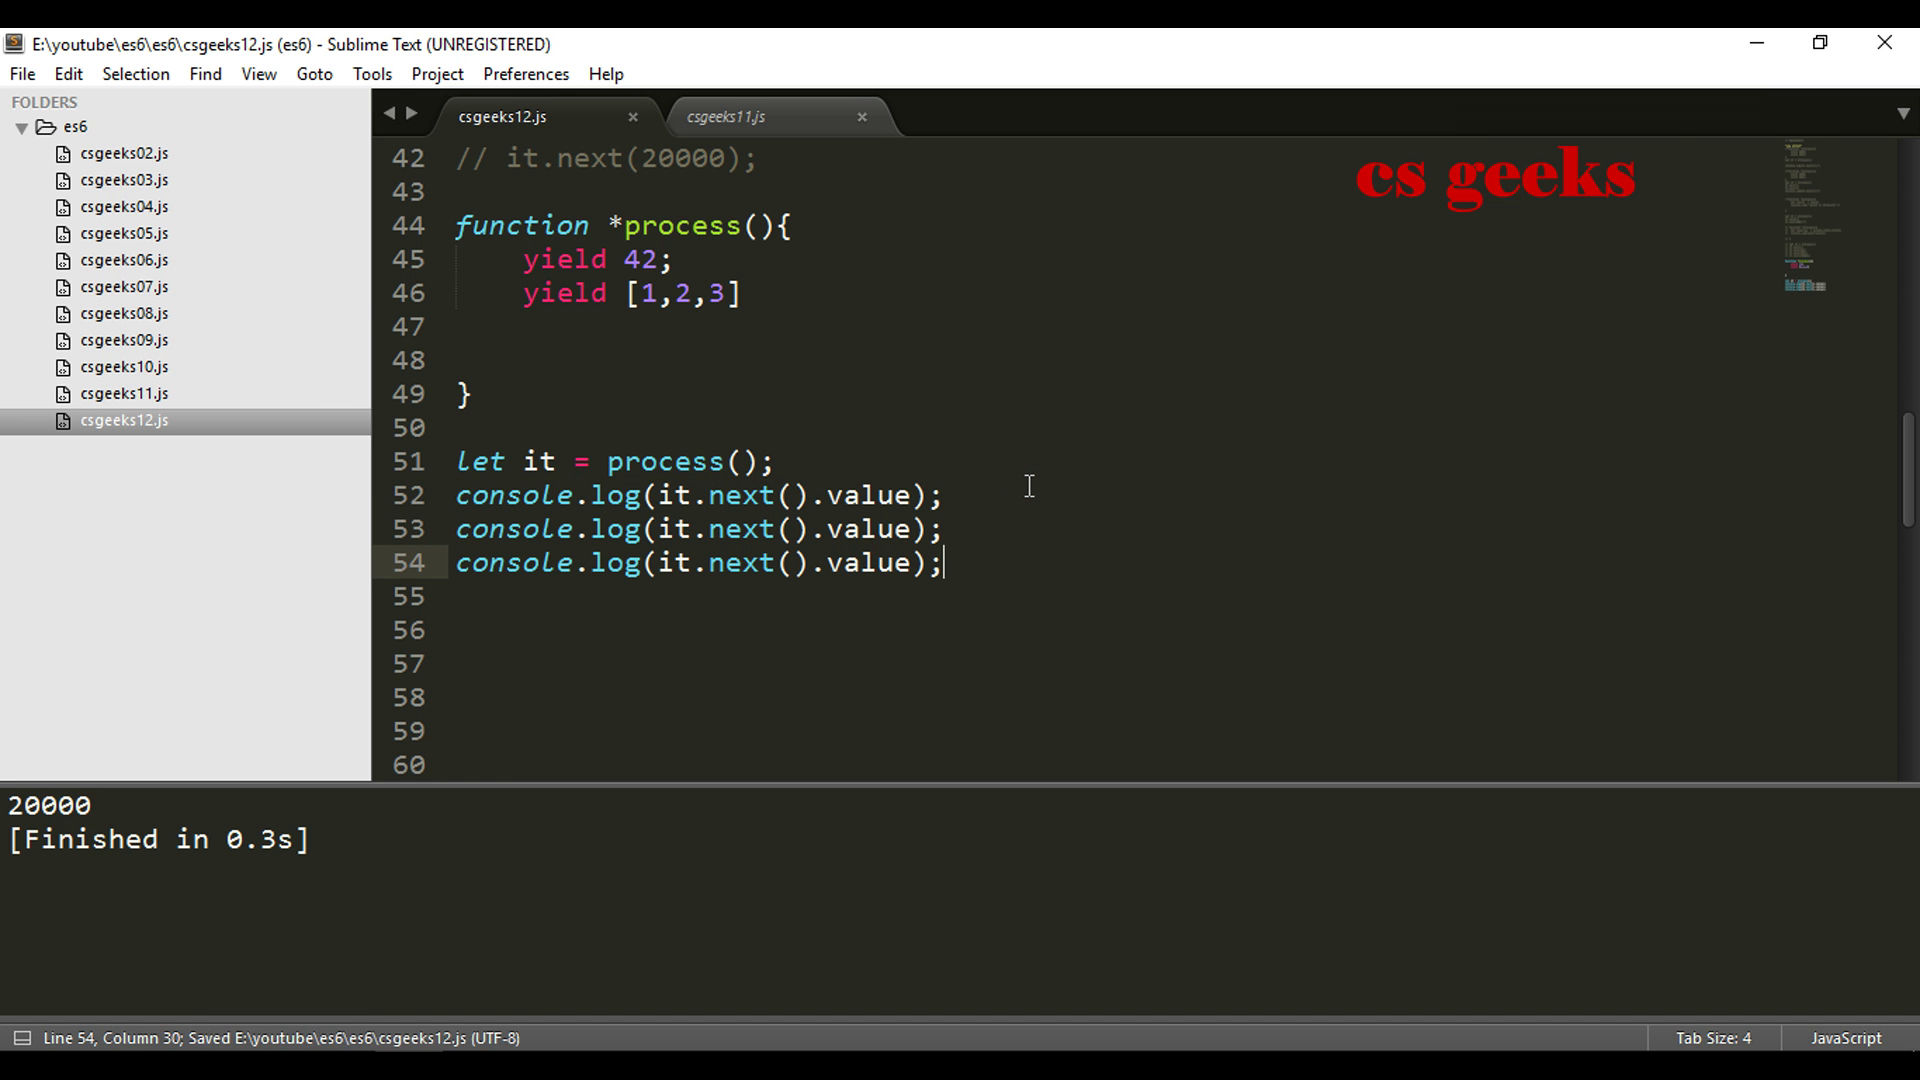 E:\youtube\es6\es6\csgeeks12.js (es6) - Sublime Text (UNREGISTERED)
File Edit Selection Find View Goto Tools Project Preferences Help
FOLDERS
es6
csgeeks02.js
csgeeks03.js
csgeeks04.js
csgeeks05.js
csgeeks06.js
csgeeks07.js
csgeeks08.js
csgeeks09.js
csgeeks10.js
csgeeks11.js
csgeeks12.js
csgeeks12.js csgeeks11.js
cs geeks
42 // it.next(20000);
43
44 function *process(){
45     yield 42;
46     yield [1,2,3]
47
48
49 }
50
51 let it = process();
52 console.log(it.next().value);
53 console.log(it.next().value);
54 console.log(it.next().value);
55
56
57
58
59
60
20000
[Finished in 0.3s]
Line 54, Column 30; Saved E:\youtube\es6\es6\csgeeks12.js (UTF-8) Tab Size: 4 JavaScript